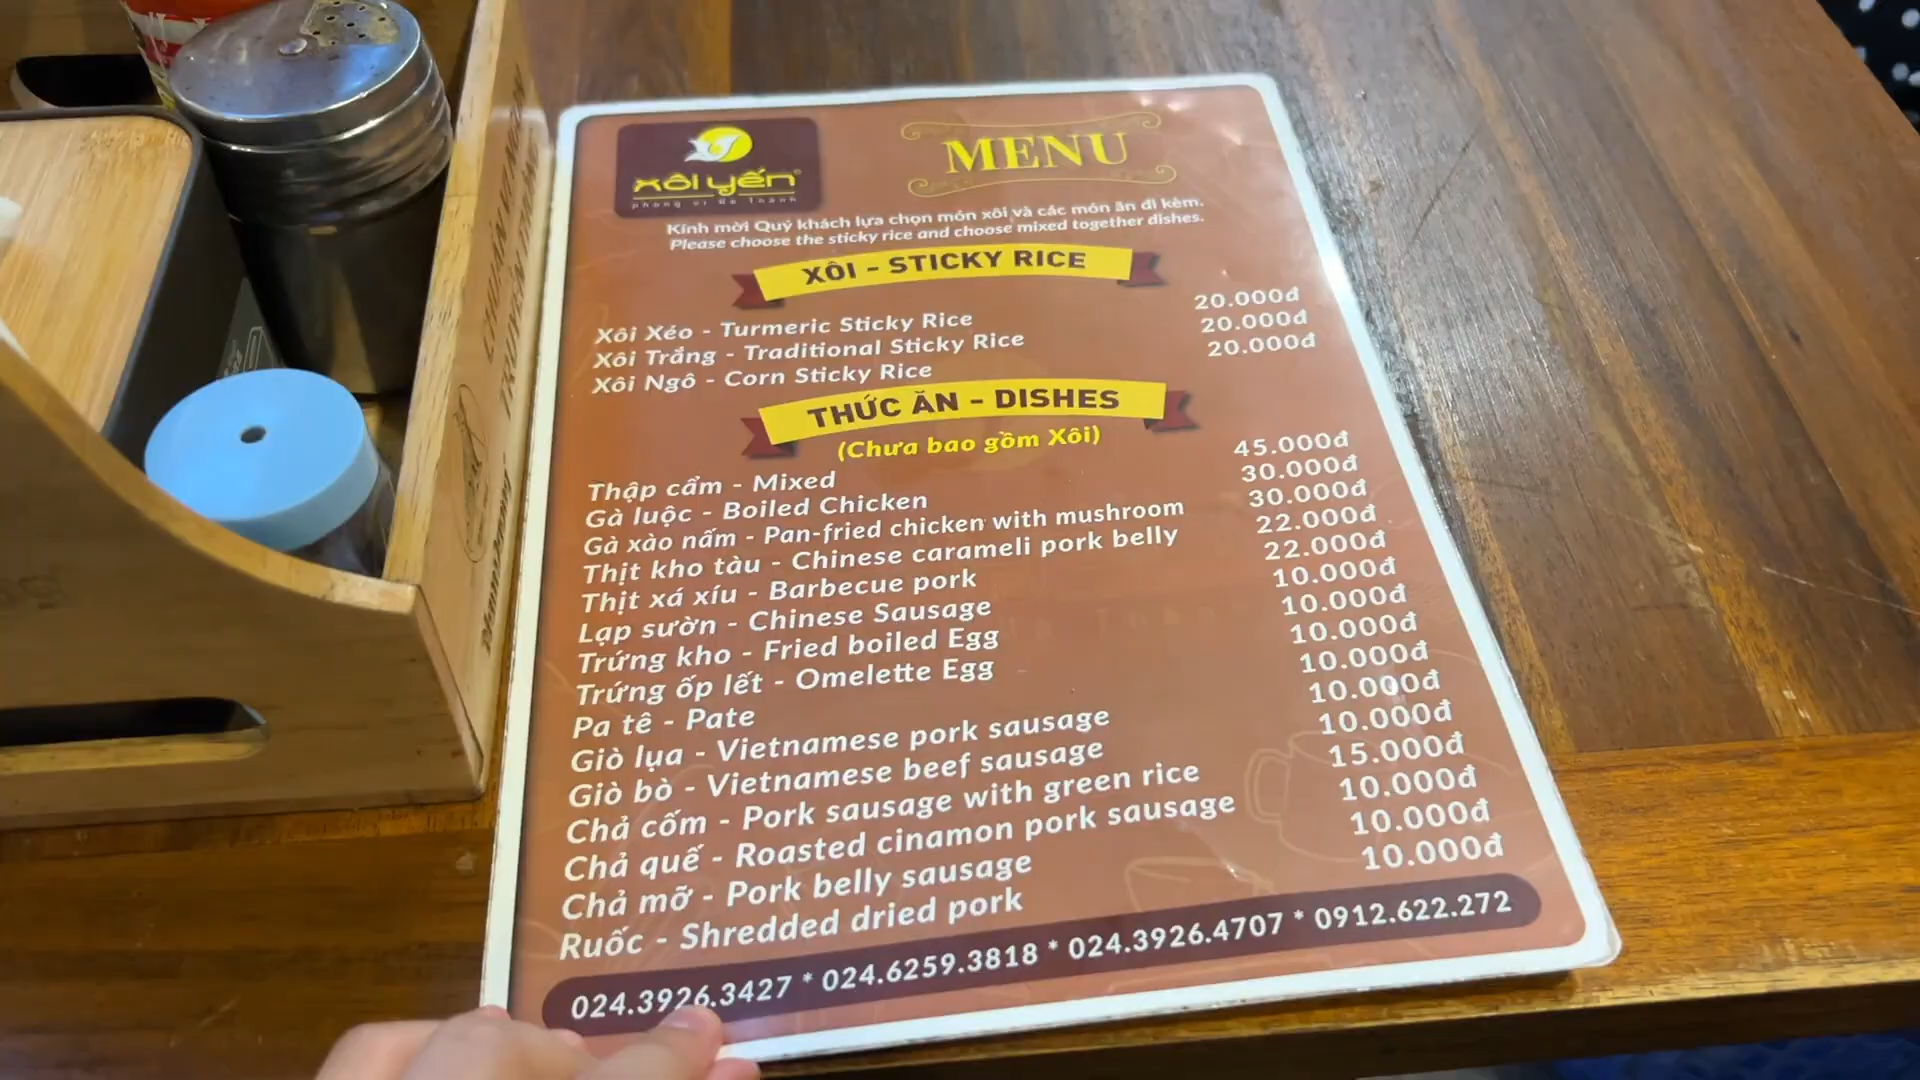 xôi yến
phong vị Hà Thành
MENU
Kính mời Quý khách lựa chọn món xôi và các món ăn đi kèm.
Please choose the sticky rice and choose mixed together dishes.
XÔI - STICKY RICE
Xôi Xéo - Turmeric Sticky Rice 20.000đ
Xôi Trắng - Traditional Sticky Rice 20.000đ
Xôi Ngô - Corn Sticky Rice 20.000đ
THỨC ĂN - DISHES
(Chưa bao gồm Xôi)
Thập cẩm - Mixed 45.000đ
Gà luộc - Boiled Chicken 30.000đ
Gà xào nấm - Pan-fried chicken with mushroom 30.000đ
Thịt kho tàu - Chinese carameli pork belly 22.000đ
Thịt xá xíu - Barbecue pork 22.000đ
Lạp sườn - Chinese Sausage 10.000đ
Trứng kho - Fried boiled Egg 10.000đ
Trứng ốp lết - Omelette Egg 10.000đ
Pa tê - Pate 10.000đ
Giò lụa - Vietnamese pork sausage 10.000đ
Giò bò - Vietnamese beef sausage 10.000đ
Chả cốm - Pork sausage with green rice 15.000đ
Chả quế - Roasted cinamon pork sausage 10.000đ
Chả mỡ - Pork belly sausage 10.000đ
Ruốc - Shredded dried pork 10.000đ
024.3926.3427 * 024.6259.3818 * 024.3926.4707 * 0912.622.272